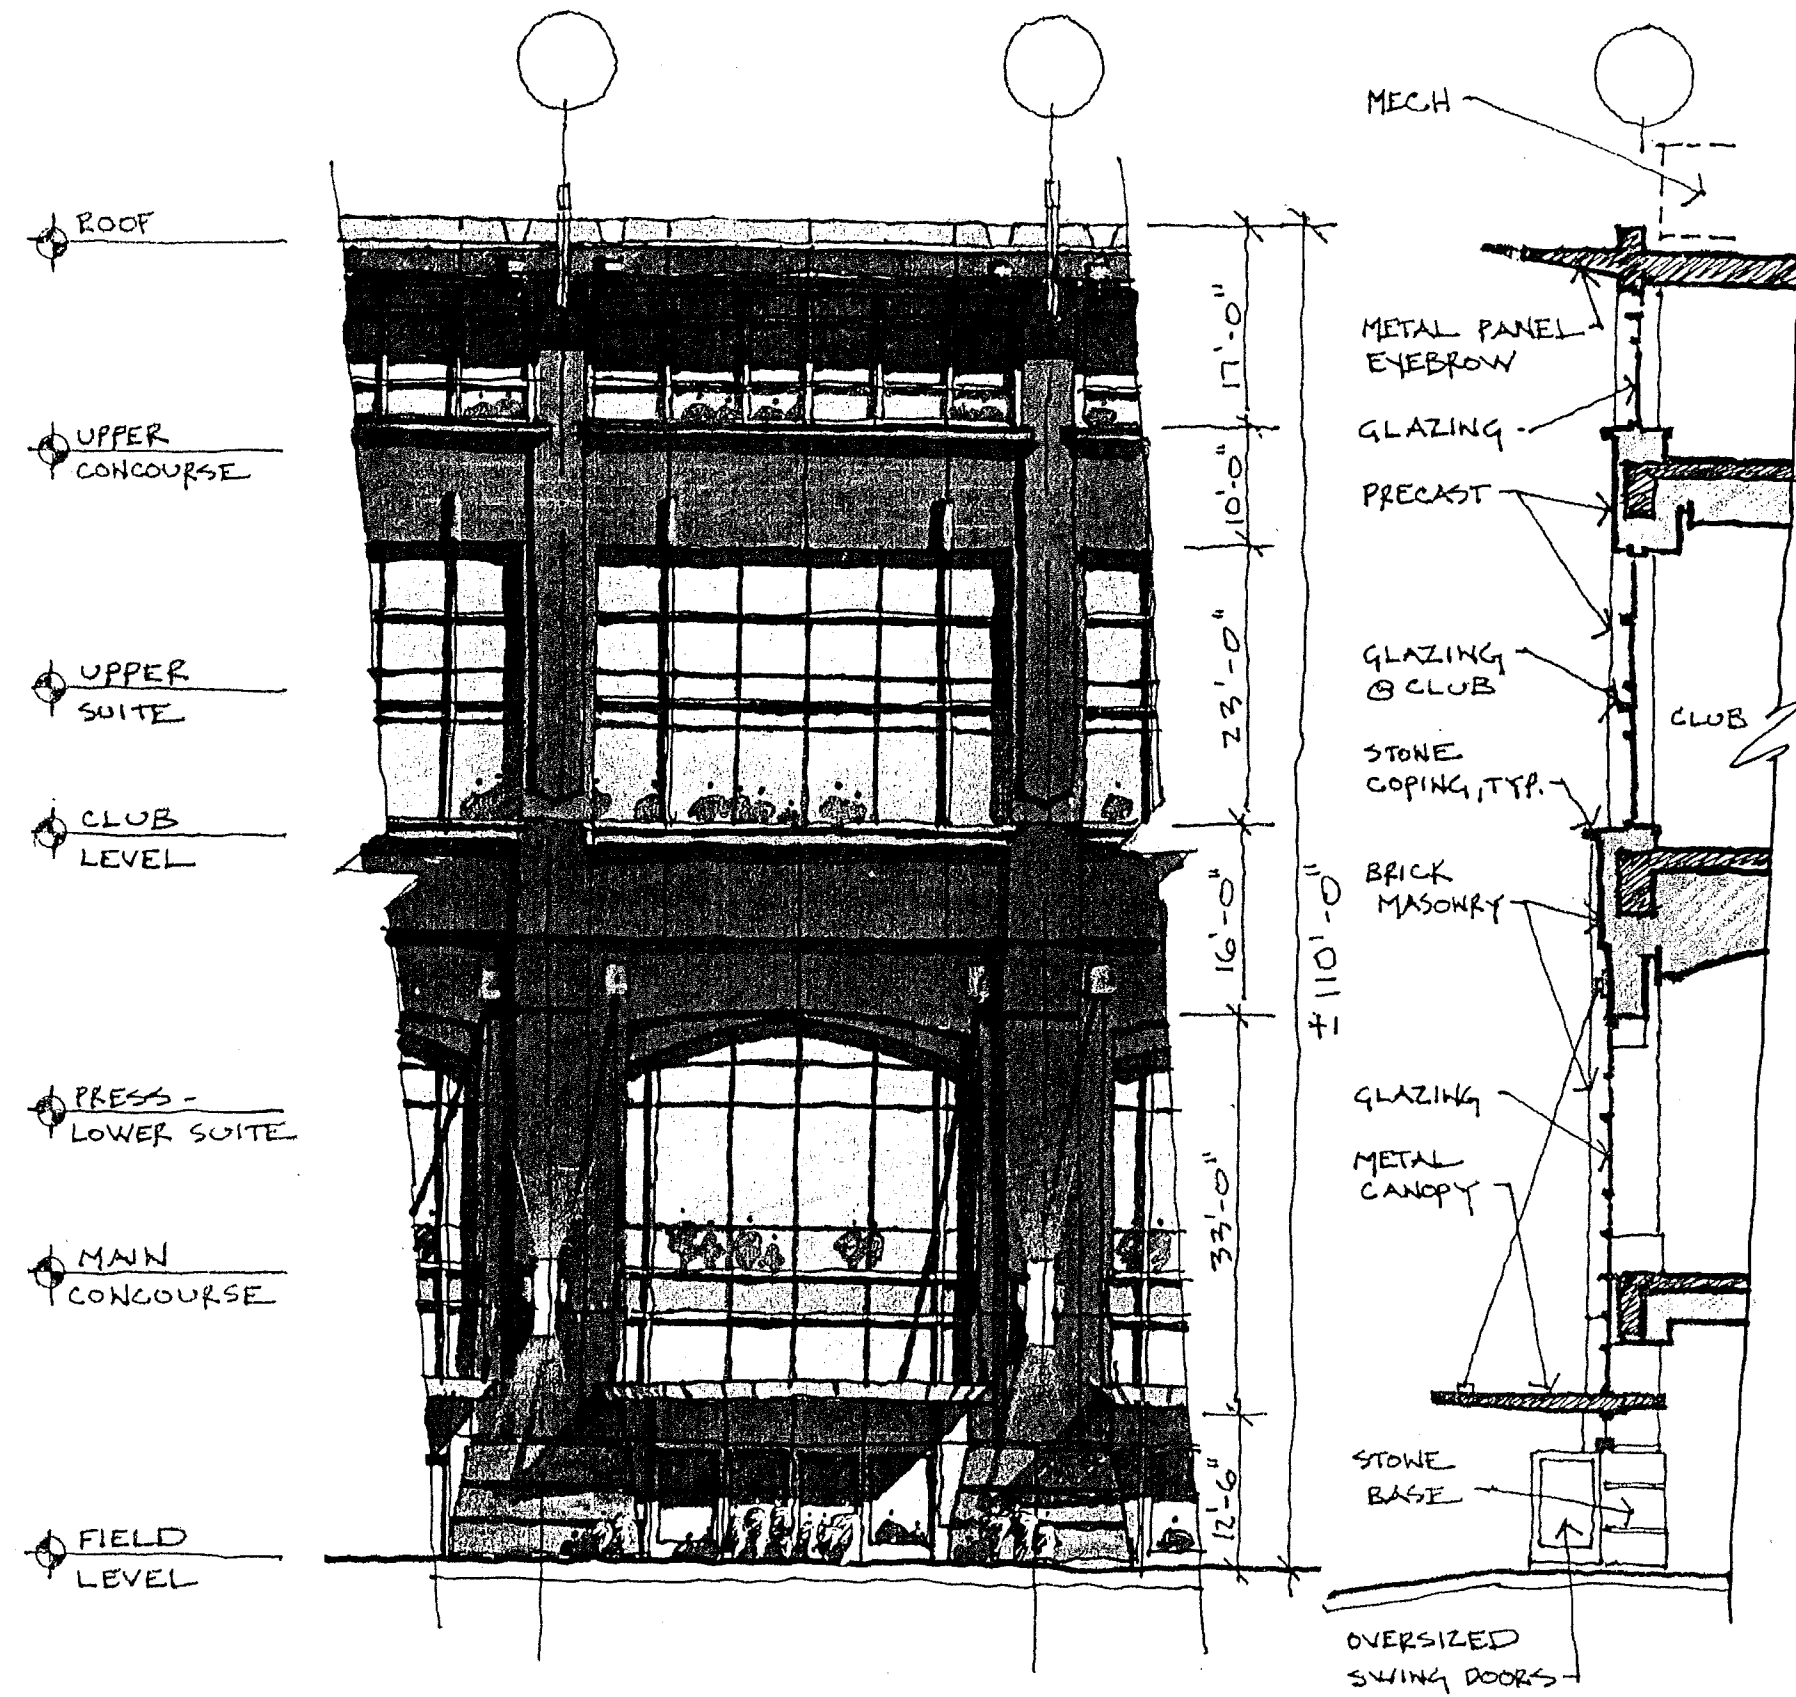 ROOF
UPPER
CONCOURSE
UPPER
SUITE
CLUB
LEVEL
PRESS-
LOWER SUITE
MAIN
CONCOURSE
FIELD
LEVEL
17'-0"
10'-0"
23'-0"
16'-0"
33'-0"
12'-6"
±110'-0"
MECH
METAL PANEL
EYEBROW
GLAZING
PRECAST
GLAZING
@ CLUB
CLUB
STONE
COPING, TYP.
BRICK
MASONRY
GLAZING
METAL
CANOPY
STONE
BASE
OVERSIZED
SWING DOORS